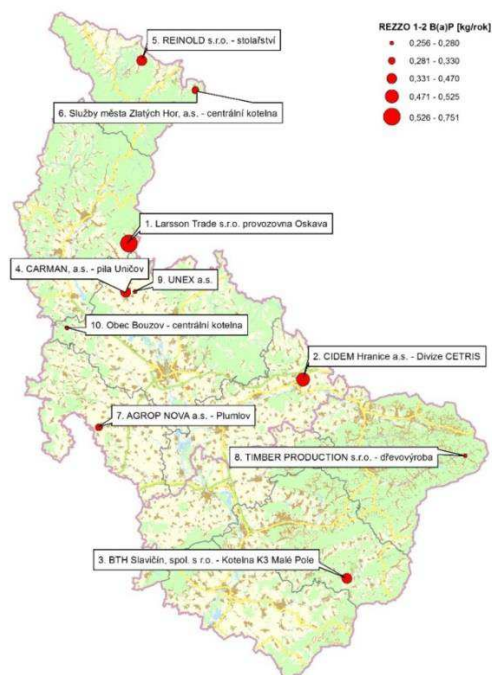 REZZO 1-2 B(a)P [kg/rok]
0,256 - 0,280
0,281 - 0,330
0,331 - 0,470
0,471 - 0,525
0,526 - 0,751
5. REINOLD s.r.o. - stolařství
6. Služby města Zlatých Hor, a.s. - centrální kotelna
1. Larsson Trade s.r.o. provozovna Oskava
4. CARMAN, a.s. - pila Uničov
9. UNEX a.s.
10. Obec Bouzov - centrální kotelna
2. CIDEM Hranice a.s. - Divize CETRIS
7. AGROP NOVA a.s. - Plumlov
8. TIMBER PRODUCTION s.r.o. - dřevovýroba
3. BTH Slavičín, spol. s r.o. - Kotelna K3 Malé Pole